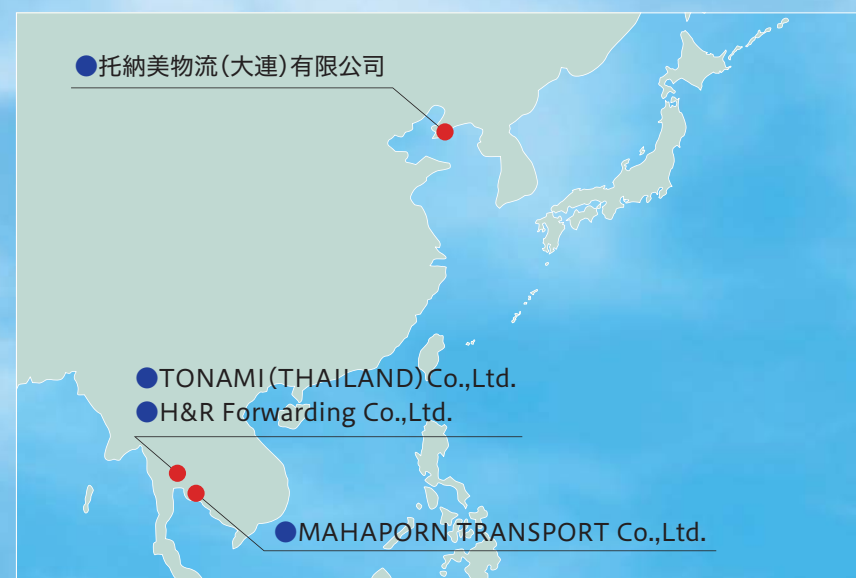 ●托納美物流(大連)有限公司
●TONAMI(THAILAND)Co.,Ltd.
●H&R Forwarding Co.,Ltd.
●MAHAPORN TRANSPORT Co.,Ltd.